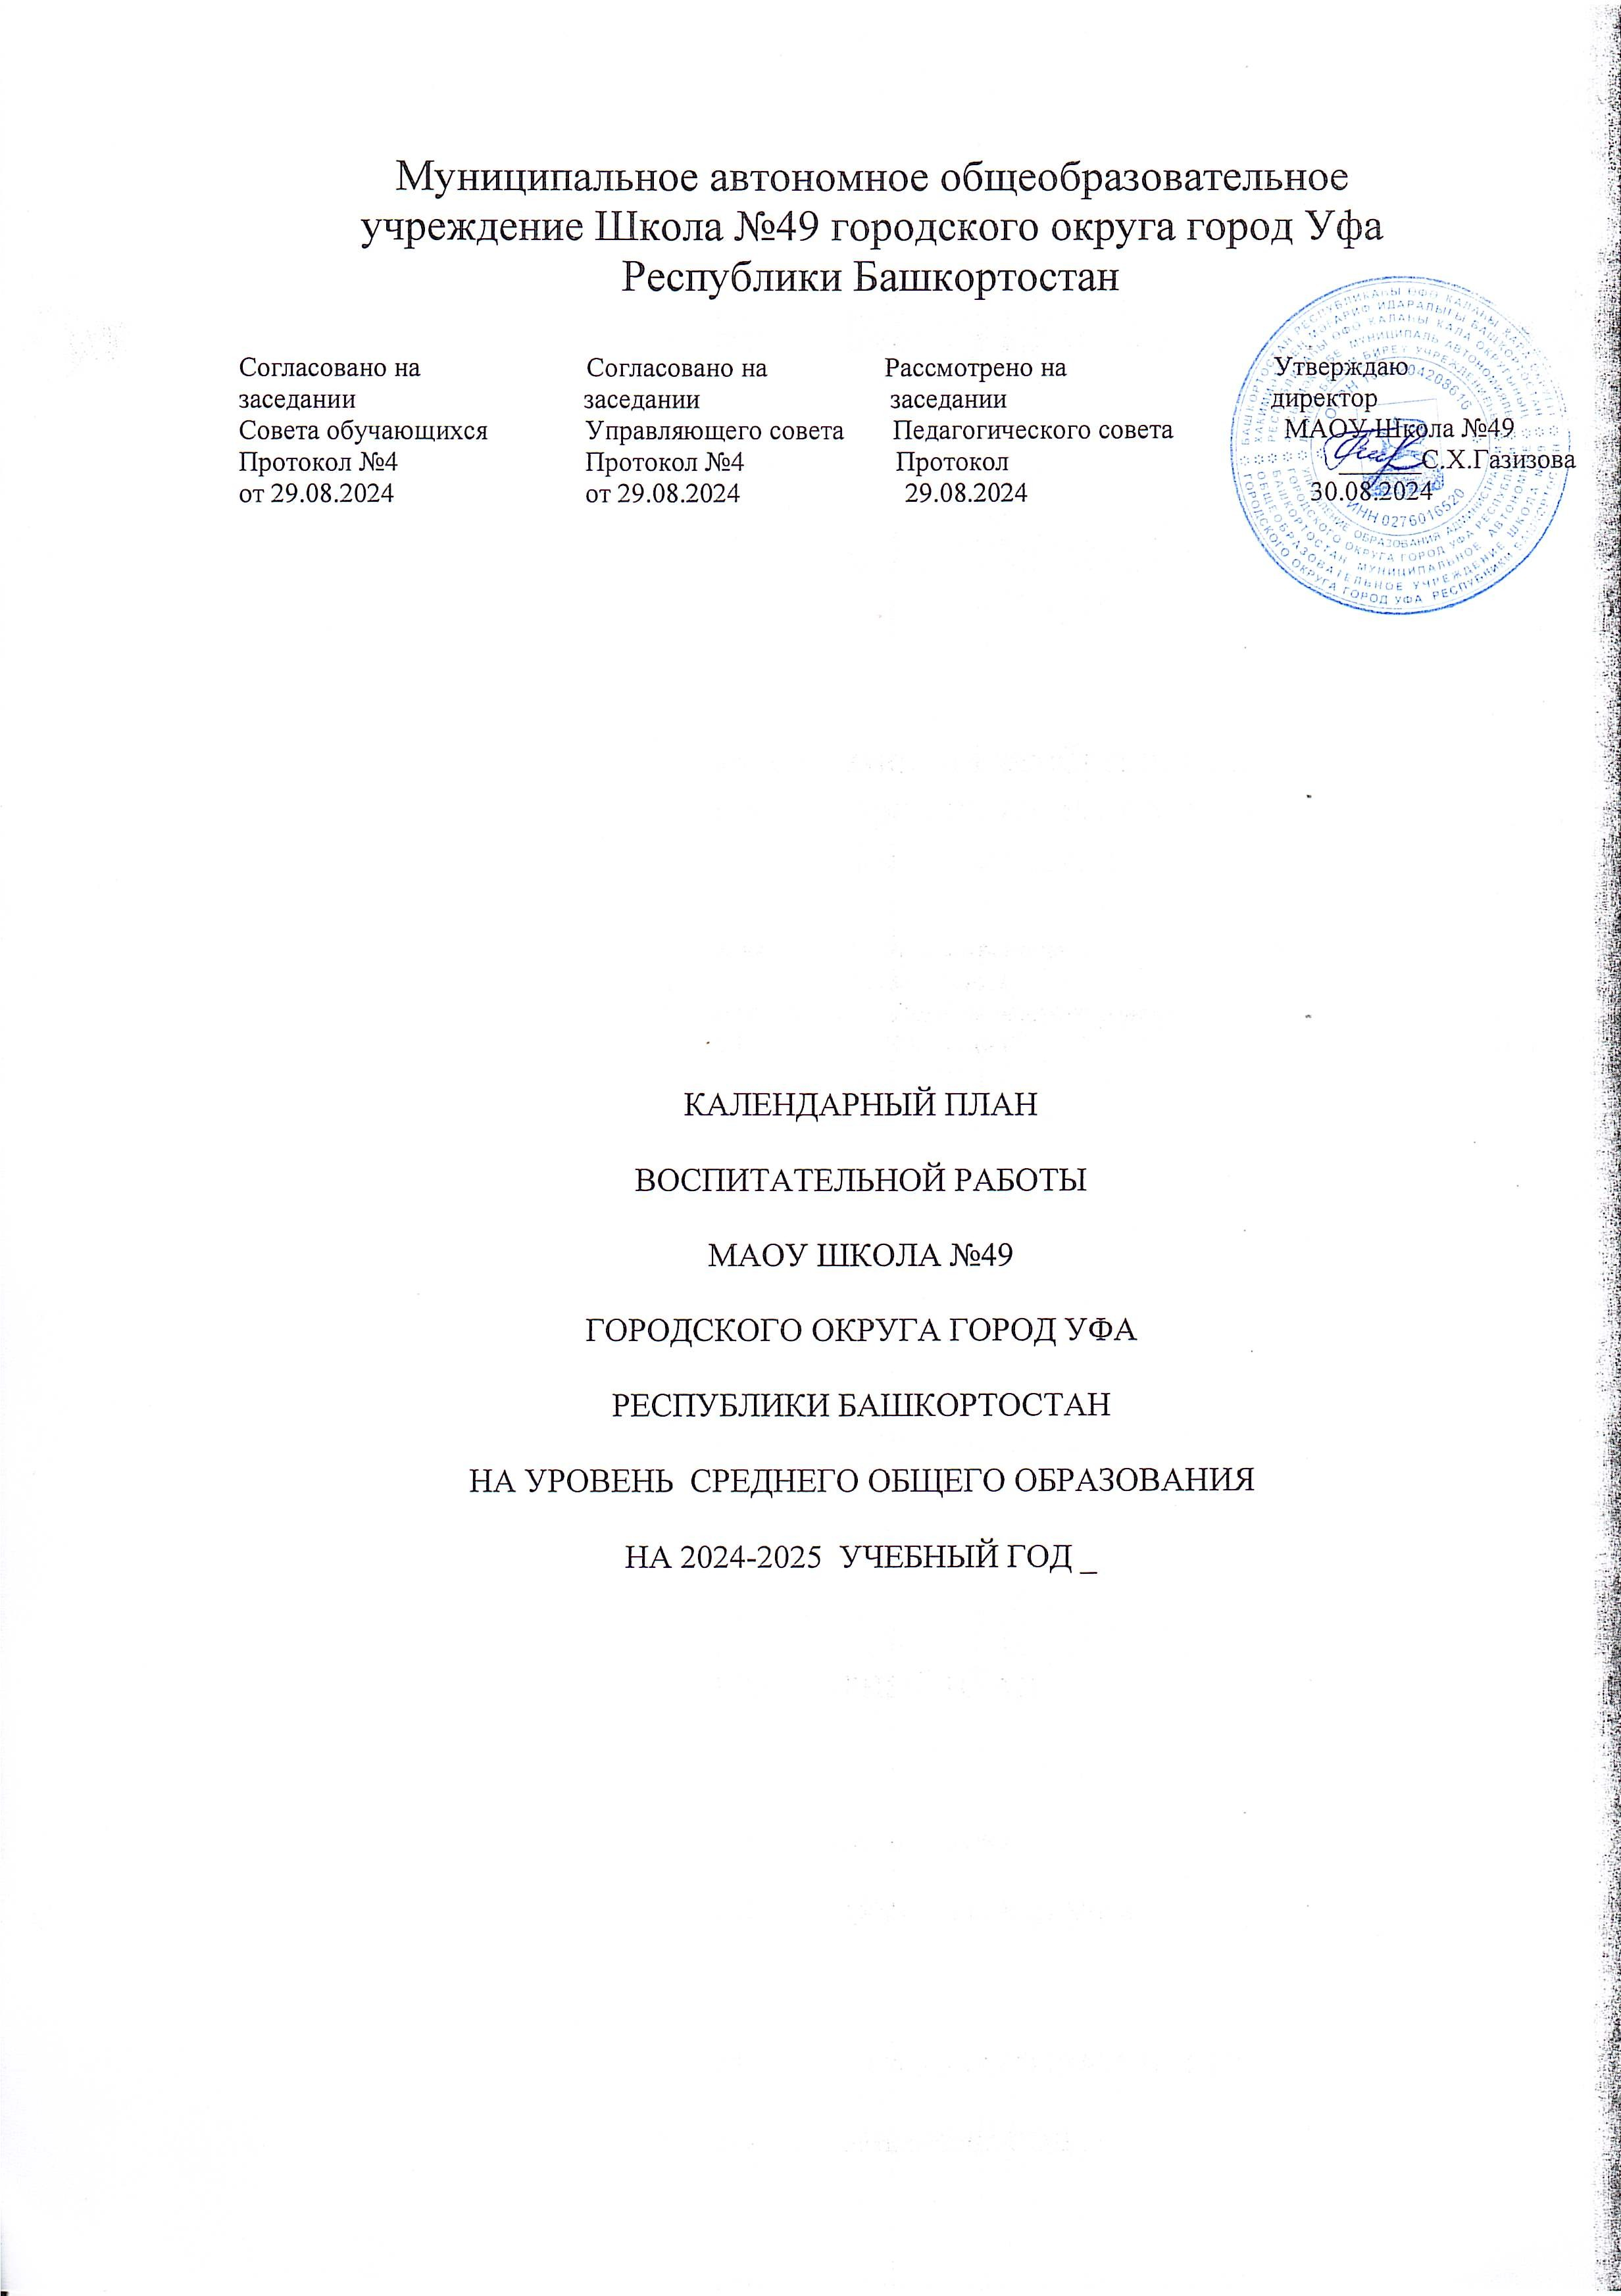 Муниципальное автономное общеобразовательное
учреждение Школа №49 городского округа город Уфа
Республики Башкортостан
Согласовано на
заседании
Совета обучающихся
Протокол №4
от 29.08.2024
Согласовано на
заседании
Управляющего совета
Протокол №4
от 29.08.2024
Рассмотрено на
заседании
Педагогического совета
Протокол
29.08.2024
Утверждаю
директор
МАОУ Школа №49
______С.Х.Газизова
30.08.2024
ИНН 0276016520
КАЛЕНДАРНЫЙ ПЛАН
ВОСПИТАТЕЛЬНОЙ РАБОТЫ
МАОУ ШКОЛА №49
ГОРОДСКОГО ОКРУГА ГОРОД УФА
РЕСПУБЛИКИ БАШКОРТОСТАН
НА УРОВЕНЬ СРЕДНЕГО ОБЩЕГО ОБРАЗОВАНИЯ
НА 2024-2025 УЧЕБНЫЙ ГОД _